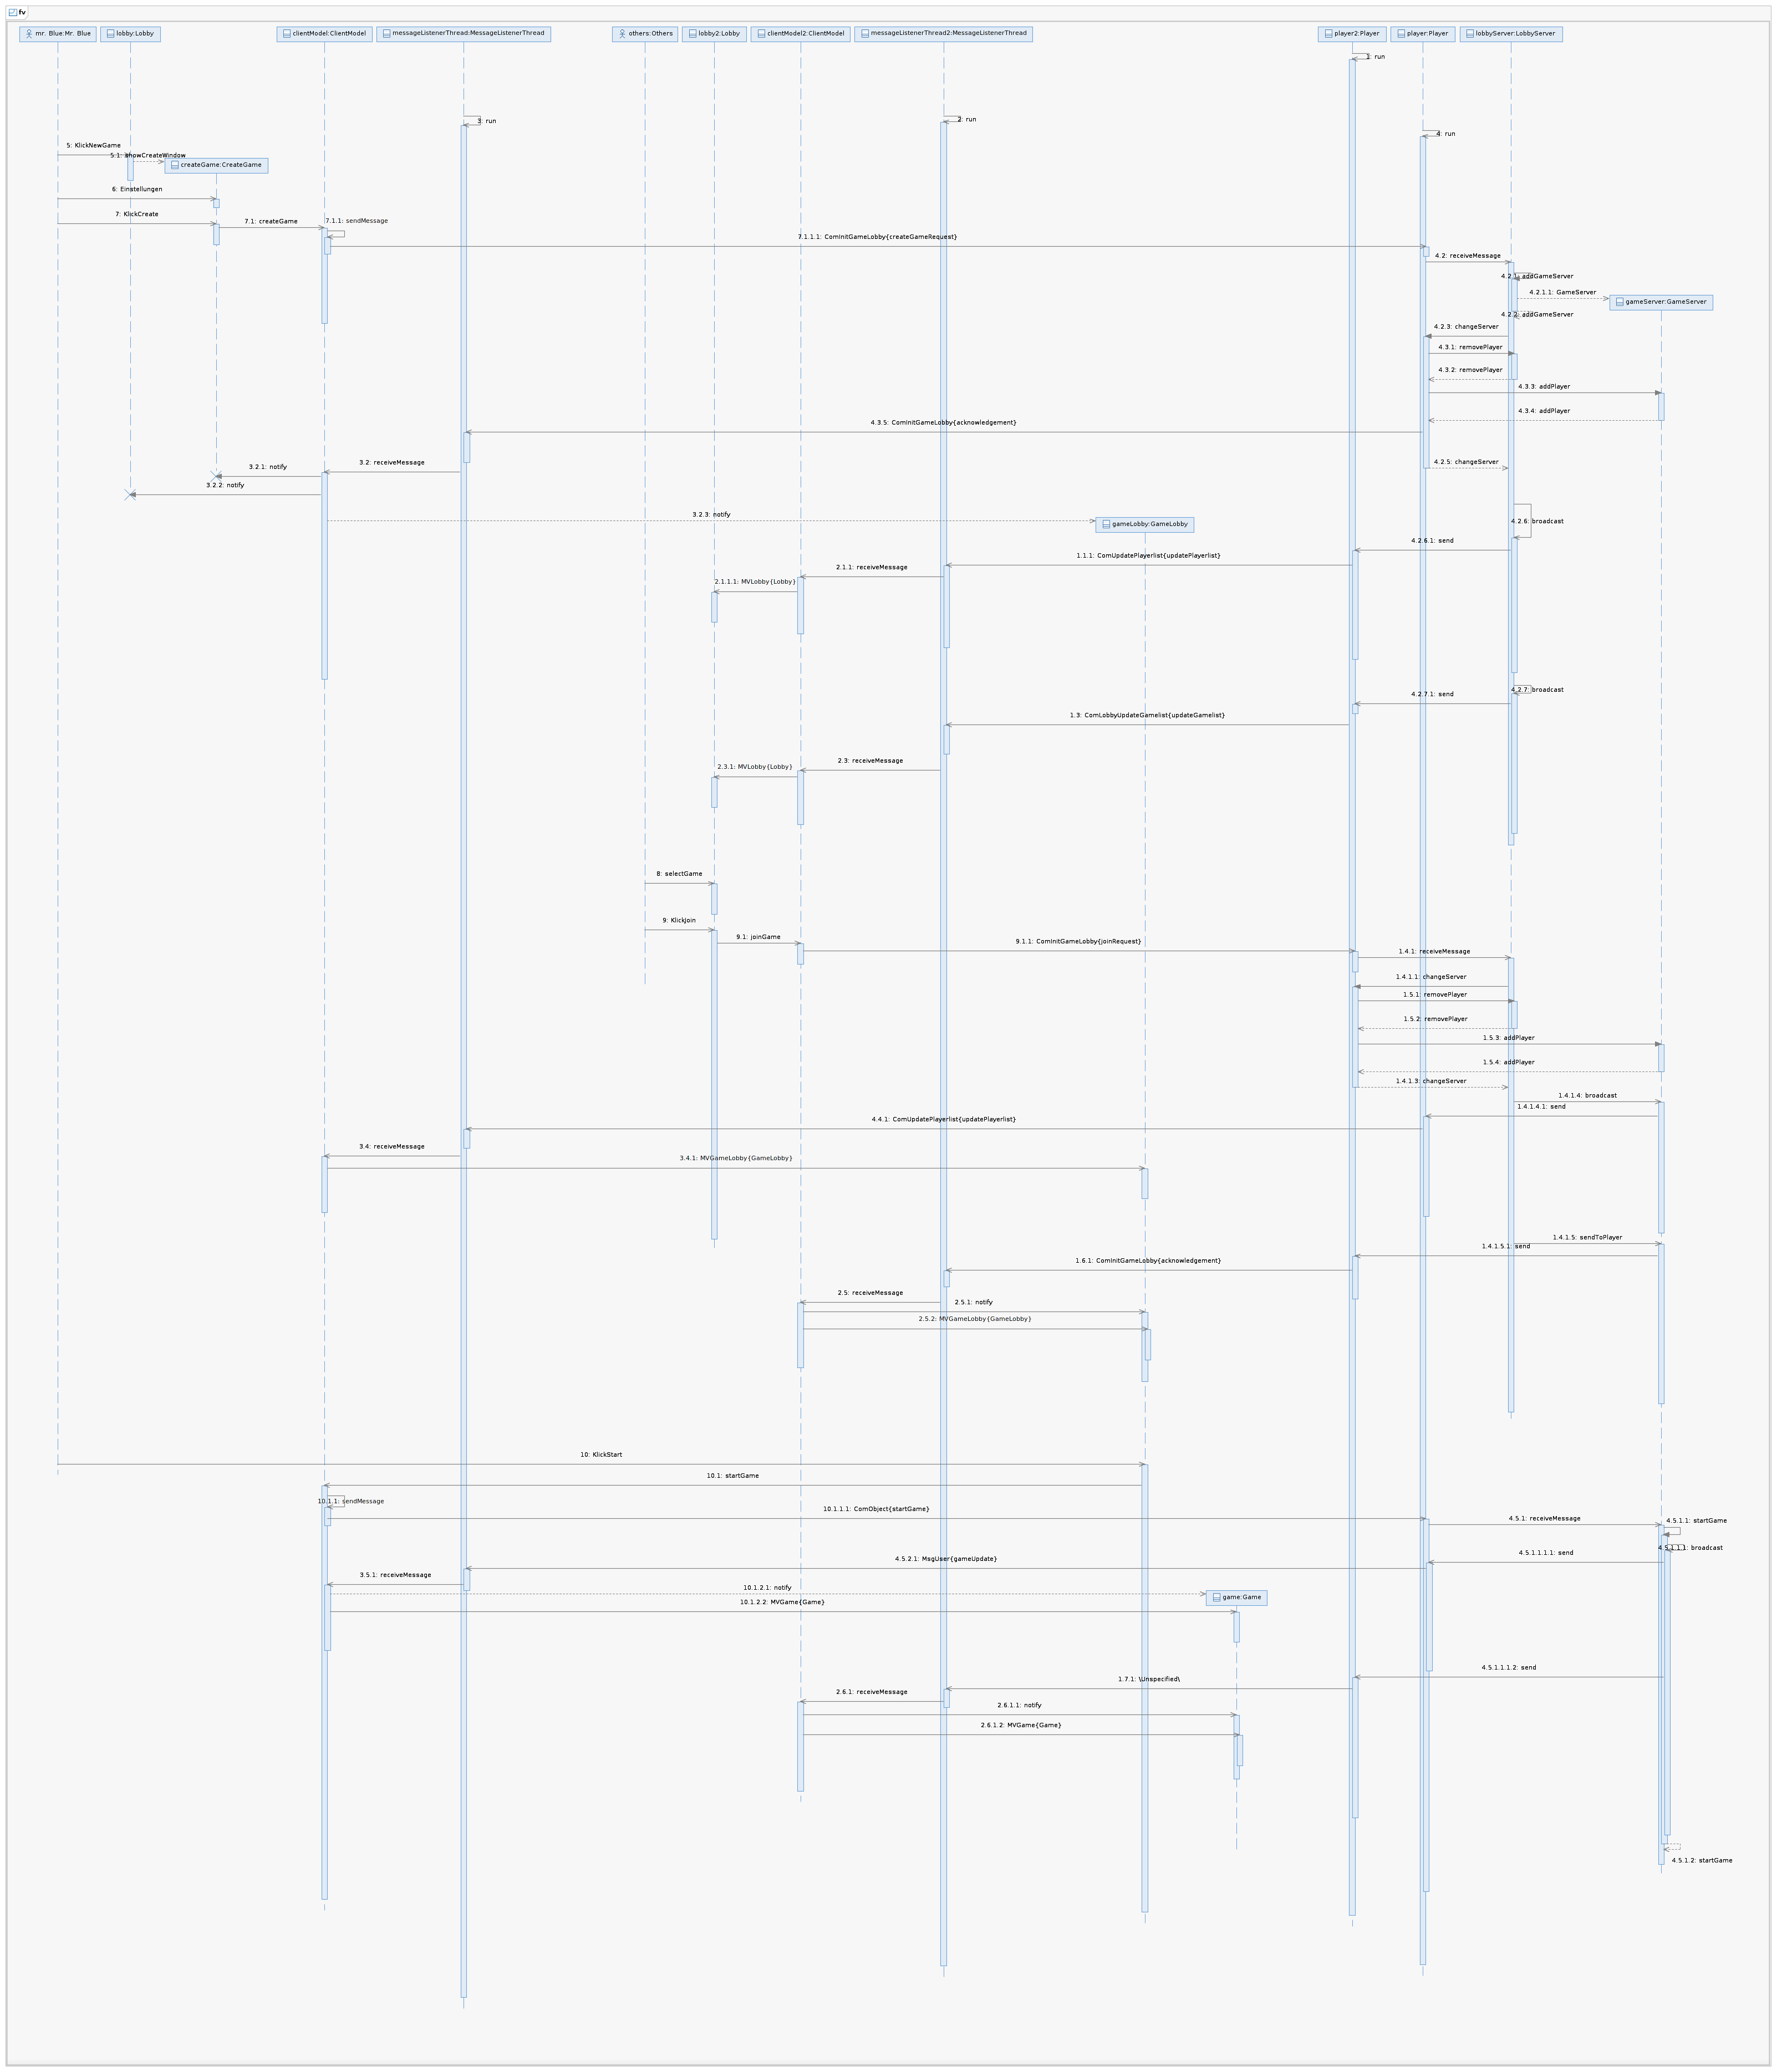 fv
mr. Blue:Mr. Blue
lobby:Lobby
clientModel:ClientModel
messageListenerThread:MessageListenerThread
others:Others
lobby2:Lobby
clientModel2:ClientModel
messageListenerThread2:MessageListenerThread
player2:Player
player:Player
lobbyServer:LobbyServer
1: run
2: run
3: run
4: run
5: KlickNewGame
5.1: showCreateWindow
createGame:CreateGame
6: Einstellungen
7: KlickCreate
7.1: createGame
7.1.1: sendMessage
7.1.1.1: ComInitGameLobby{createGameRequest}
4.2: receiveMessage
4.2.1: addGameServer
4.2.1.1: GameServer
gameServer:GameServer
4.2.2: addGameServer
4.2.3: changeServer
4.3.1: removePlayer
4.3.2: removePlayer
4.3.3: addPlayer
4.3.4: addPlayer
4.3.5: ComInitGameLobby{acknowledgement}
3.2: receiveMessage
4.2.5: changeServer
3.2.1: notify
3.2.2: notify
3.2.3: notify
gameLobby:GameLobby
4.2.6: broadcast
4.2.6.1: send
1.1.1: ComUpdatePlayerlist{updatePlayerlist}
2.1.1: receiveMessage
2.1.1.1: MVLobby{Lobby}
4.2.7: broadcast
4.2.7.1: send
1.3: ComLobbyUpdateGamelist{updateGamelist}
2.3: receiveMessage
2.3.1: MVLobby{Lobby}
8: selectGame
9: KlickJoin
9.1: joinGame
9.1.1: ComInitGameLobby{joinRequest}
1.4.1: receiveMessage
1.4.1.1: changeServer
1.5.1: removePlayer
1.5.2: removePlayer
1.5.3: addPlayer
1.5.4: addPlayer
1.4.1.3: changeServer
1.4.1.4: broadcast
1.4.1.4.1: send
4.4.1: ComUpdatePlayerlist{updatePlayerlist}
3.4: receiveMessage
3.4.1: MVGameLobby{GameLobby}
1.4.1.5: sendToPlayer
1.4.1.5.1: send
1.6.1: ComInitGameLobby{acknowledgement}
2.5: receiveMessage
2.5.1: notify
2.5.2: MVGameLobby{GameLobby}
10: KlickStart
10.1: startGame
10.1.1: sendMessage
10.1.1.1: ComObject{startGame}
4.5.1: receiveMessage
4.5.1.1: startGame
4.5.1.1.1: broadcast
4.5.1.1.1.1: send
4.5.2.1: MsgUser{gameUpdate}
3.5.1: receiveMessage
10.1.2.1: notify
game:Game
10.1.2.2: MVGame{Game}
4.5.1.1.1.2: send
1.7.1: \Unspecified\
2.6.1: receiveMessage
2.6.1.1: notify
2.6.1.2: MVGame{Game}
4.5.1.2: startGame